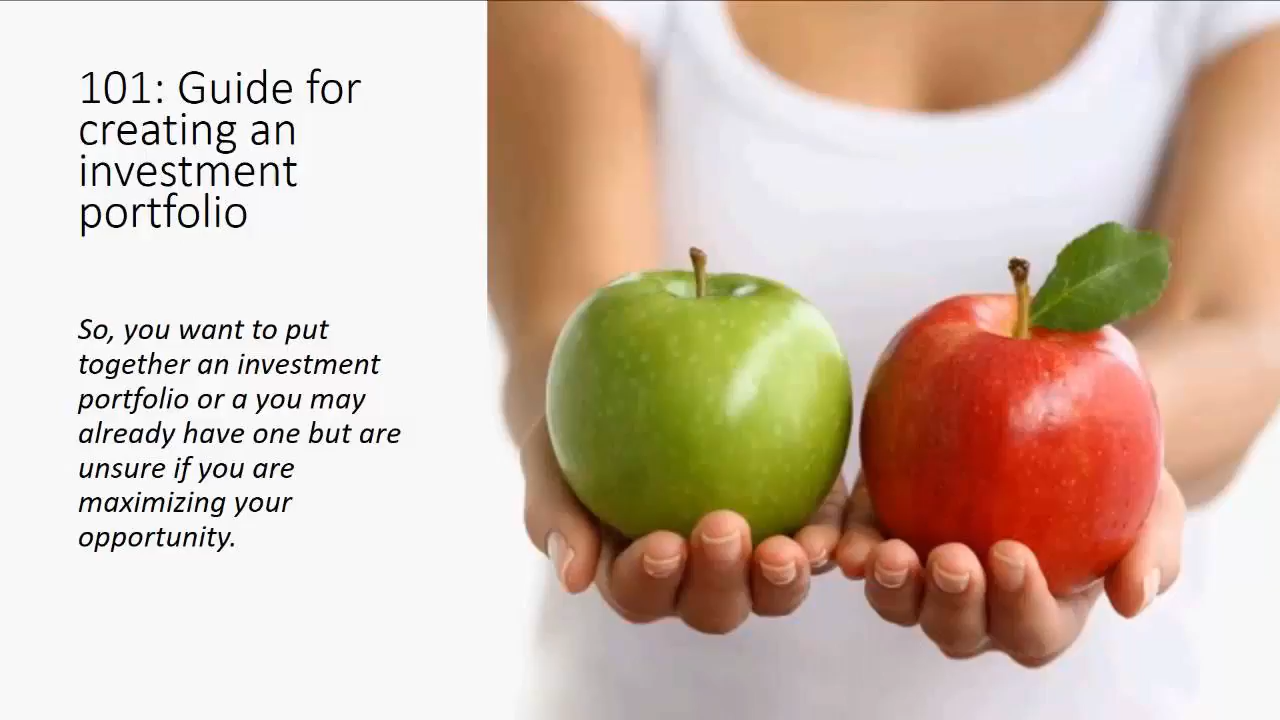 101: Guide for
creating an
investment
portfolio
So, you want to put
together an investment
portfolio or a you may
already have one but are
unsure if you are
maximizing your
opportunity.